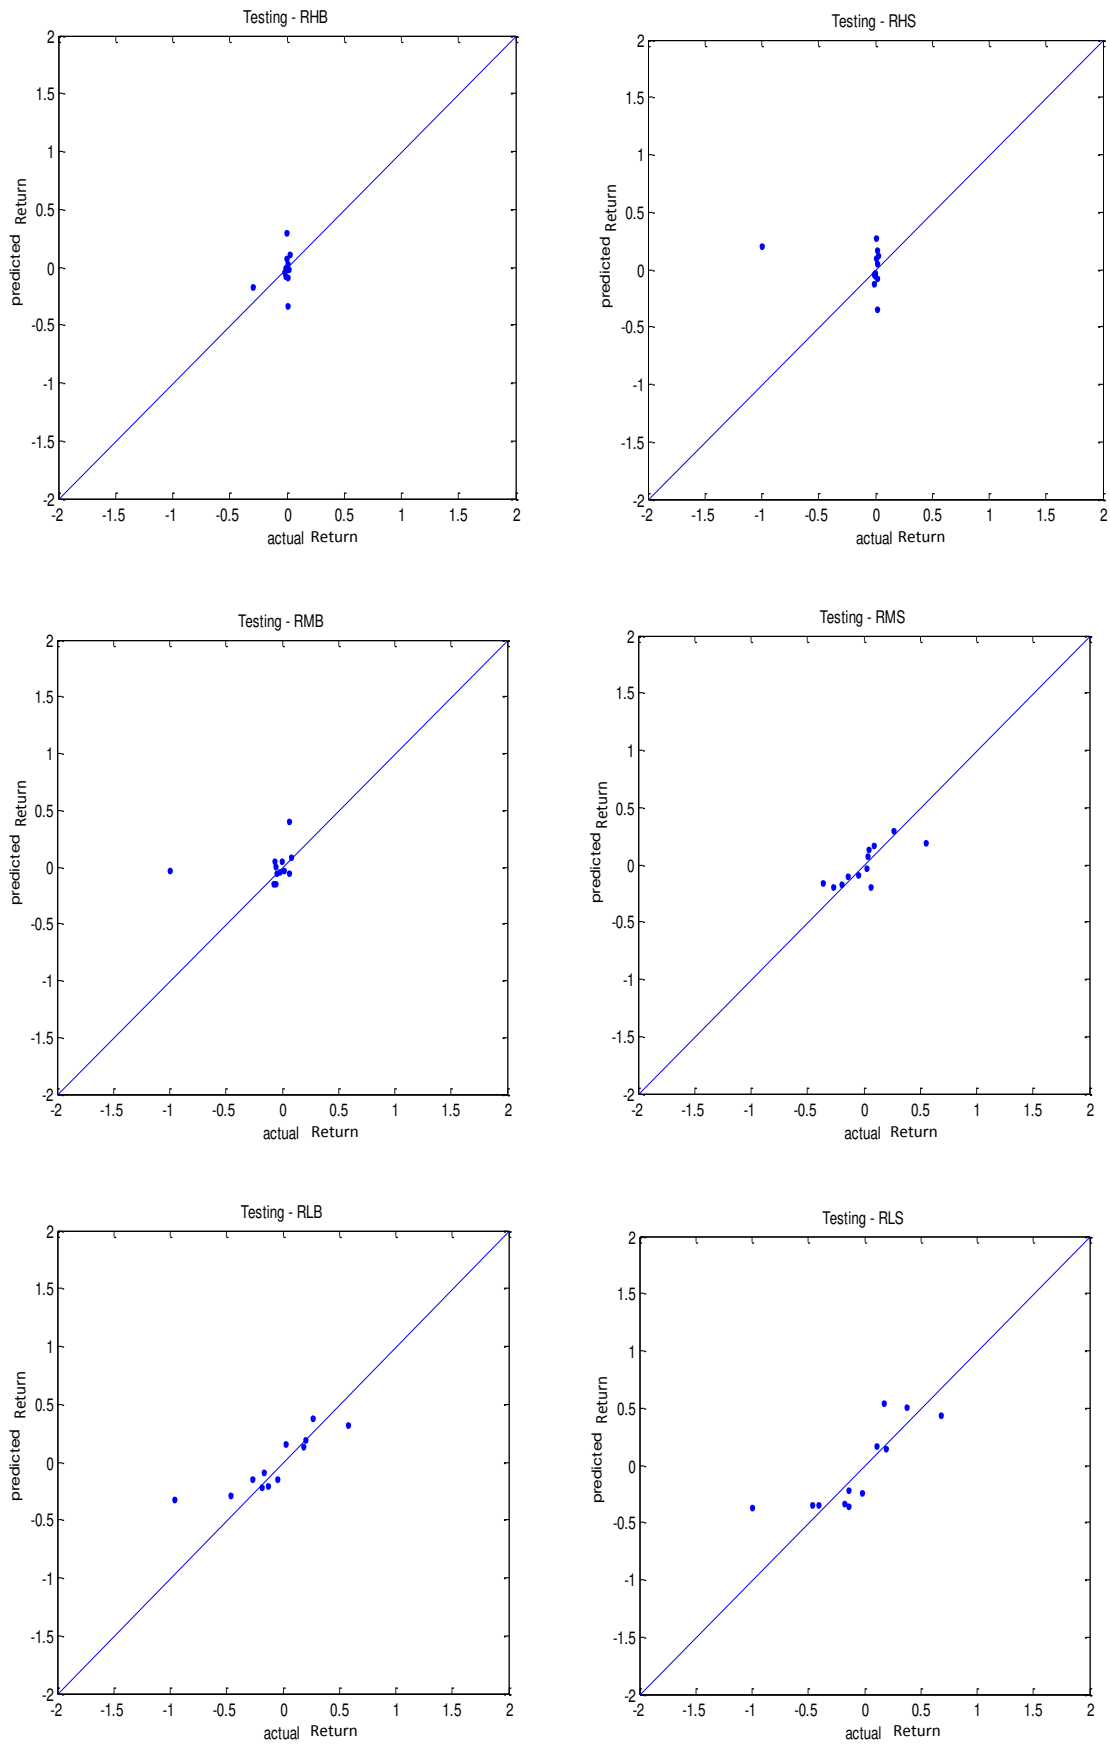 Testing - RHB
2
1.5
1
0.5
0
-0.5
-1
-1.5
-2
predicted Return
-2 -1.5 -1 -0.5 0 0.5 1 1.5 2
actual Return
Testing - RHS
2
1.5
1
0.5
0
-0.5
-1
-1.5
-2
predicted Return
-2 -1.5 -1 -0.5 0 0.5 1 1.5 2
actual Return
Testing - RMB
2
1.5
1
0.5
0
-0.5
-1
-1.5
-2
predicted Return
-2 -1.5 -1 -0.5 0 0.5 1 1.5 2
actual Return
Testing - RMS
2
1.5
1
0.5
0
-0.5
-1
-1.5
-2
predicted Return
-2 -1.5 -1 -0.5 0 0.5 1 1.5 2
actual Return
Testing - RLB
2
1.5
1
0.5
0
-0.5
-1
-1.5
-2
predicted Return
-2 -1.5 -1 -0.5 0 0.5 1 1.5 2
actual Return
Testing - RLS
2
1.5
1
0.5
0
-0.5
-1
-1.5
-2
predicted Return
-2 -1.5 -1 -0.5 0 0.5 1 1.5 2
actual Return